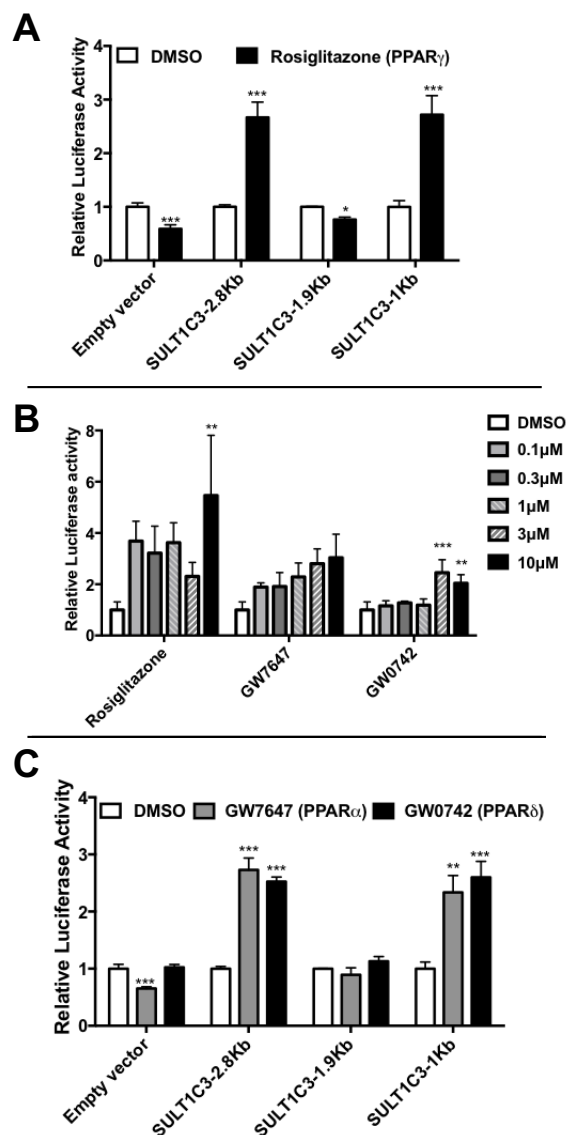 A
DMSO Rosiglitazone (PPARγ)
Relative Luciferase Activity
4
3
2
1
0
***
***
*
***
Empty vector
SULT1C3-2.8Kb
SULT1C3-1.9Kb
SULT1C3-1Kb
B
Relative Luciferase activity
8
6
4
2
0
**
***
**
Rosiglitazone
GW7647
GW0742
DMSO
0.1µM
0.3µM
1µM
3µM
10µM
C
DMSO GW7647 (PPARα) GW0742 (PPARδ)
Relative Luciferase Activity
4
3
2
1
0
***
***
***
**
***
Empty vector
SULT1C3-2.8Kb
SULT1C3-1.9Kb
SULT1C3-1Kb